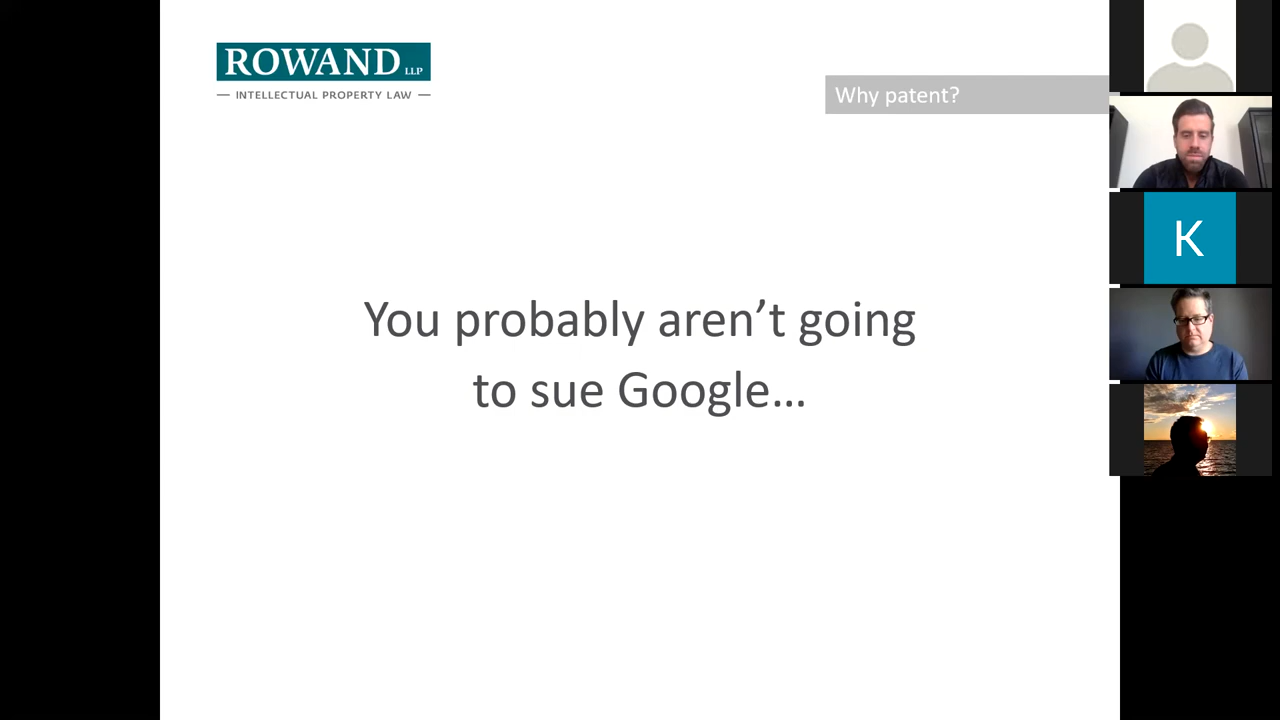 ROWAND LLP
INTELLECTUAL PROPERTY LAW
Why patent?
You probably aren’t going
to sue Google…
K